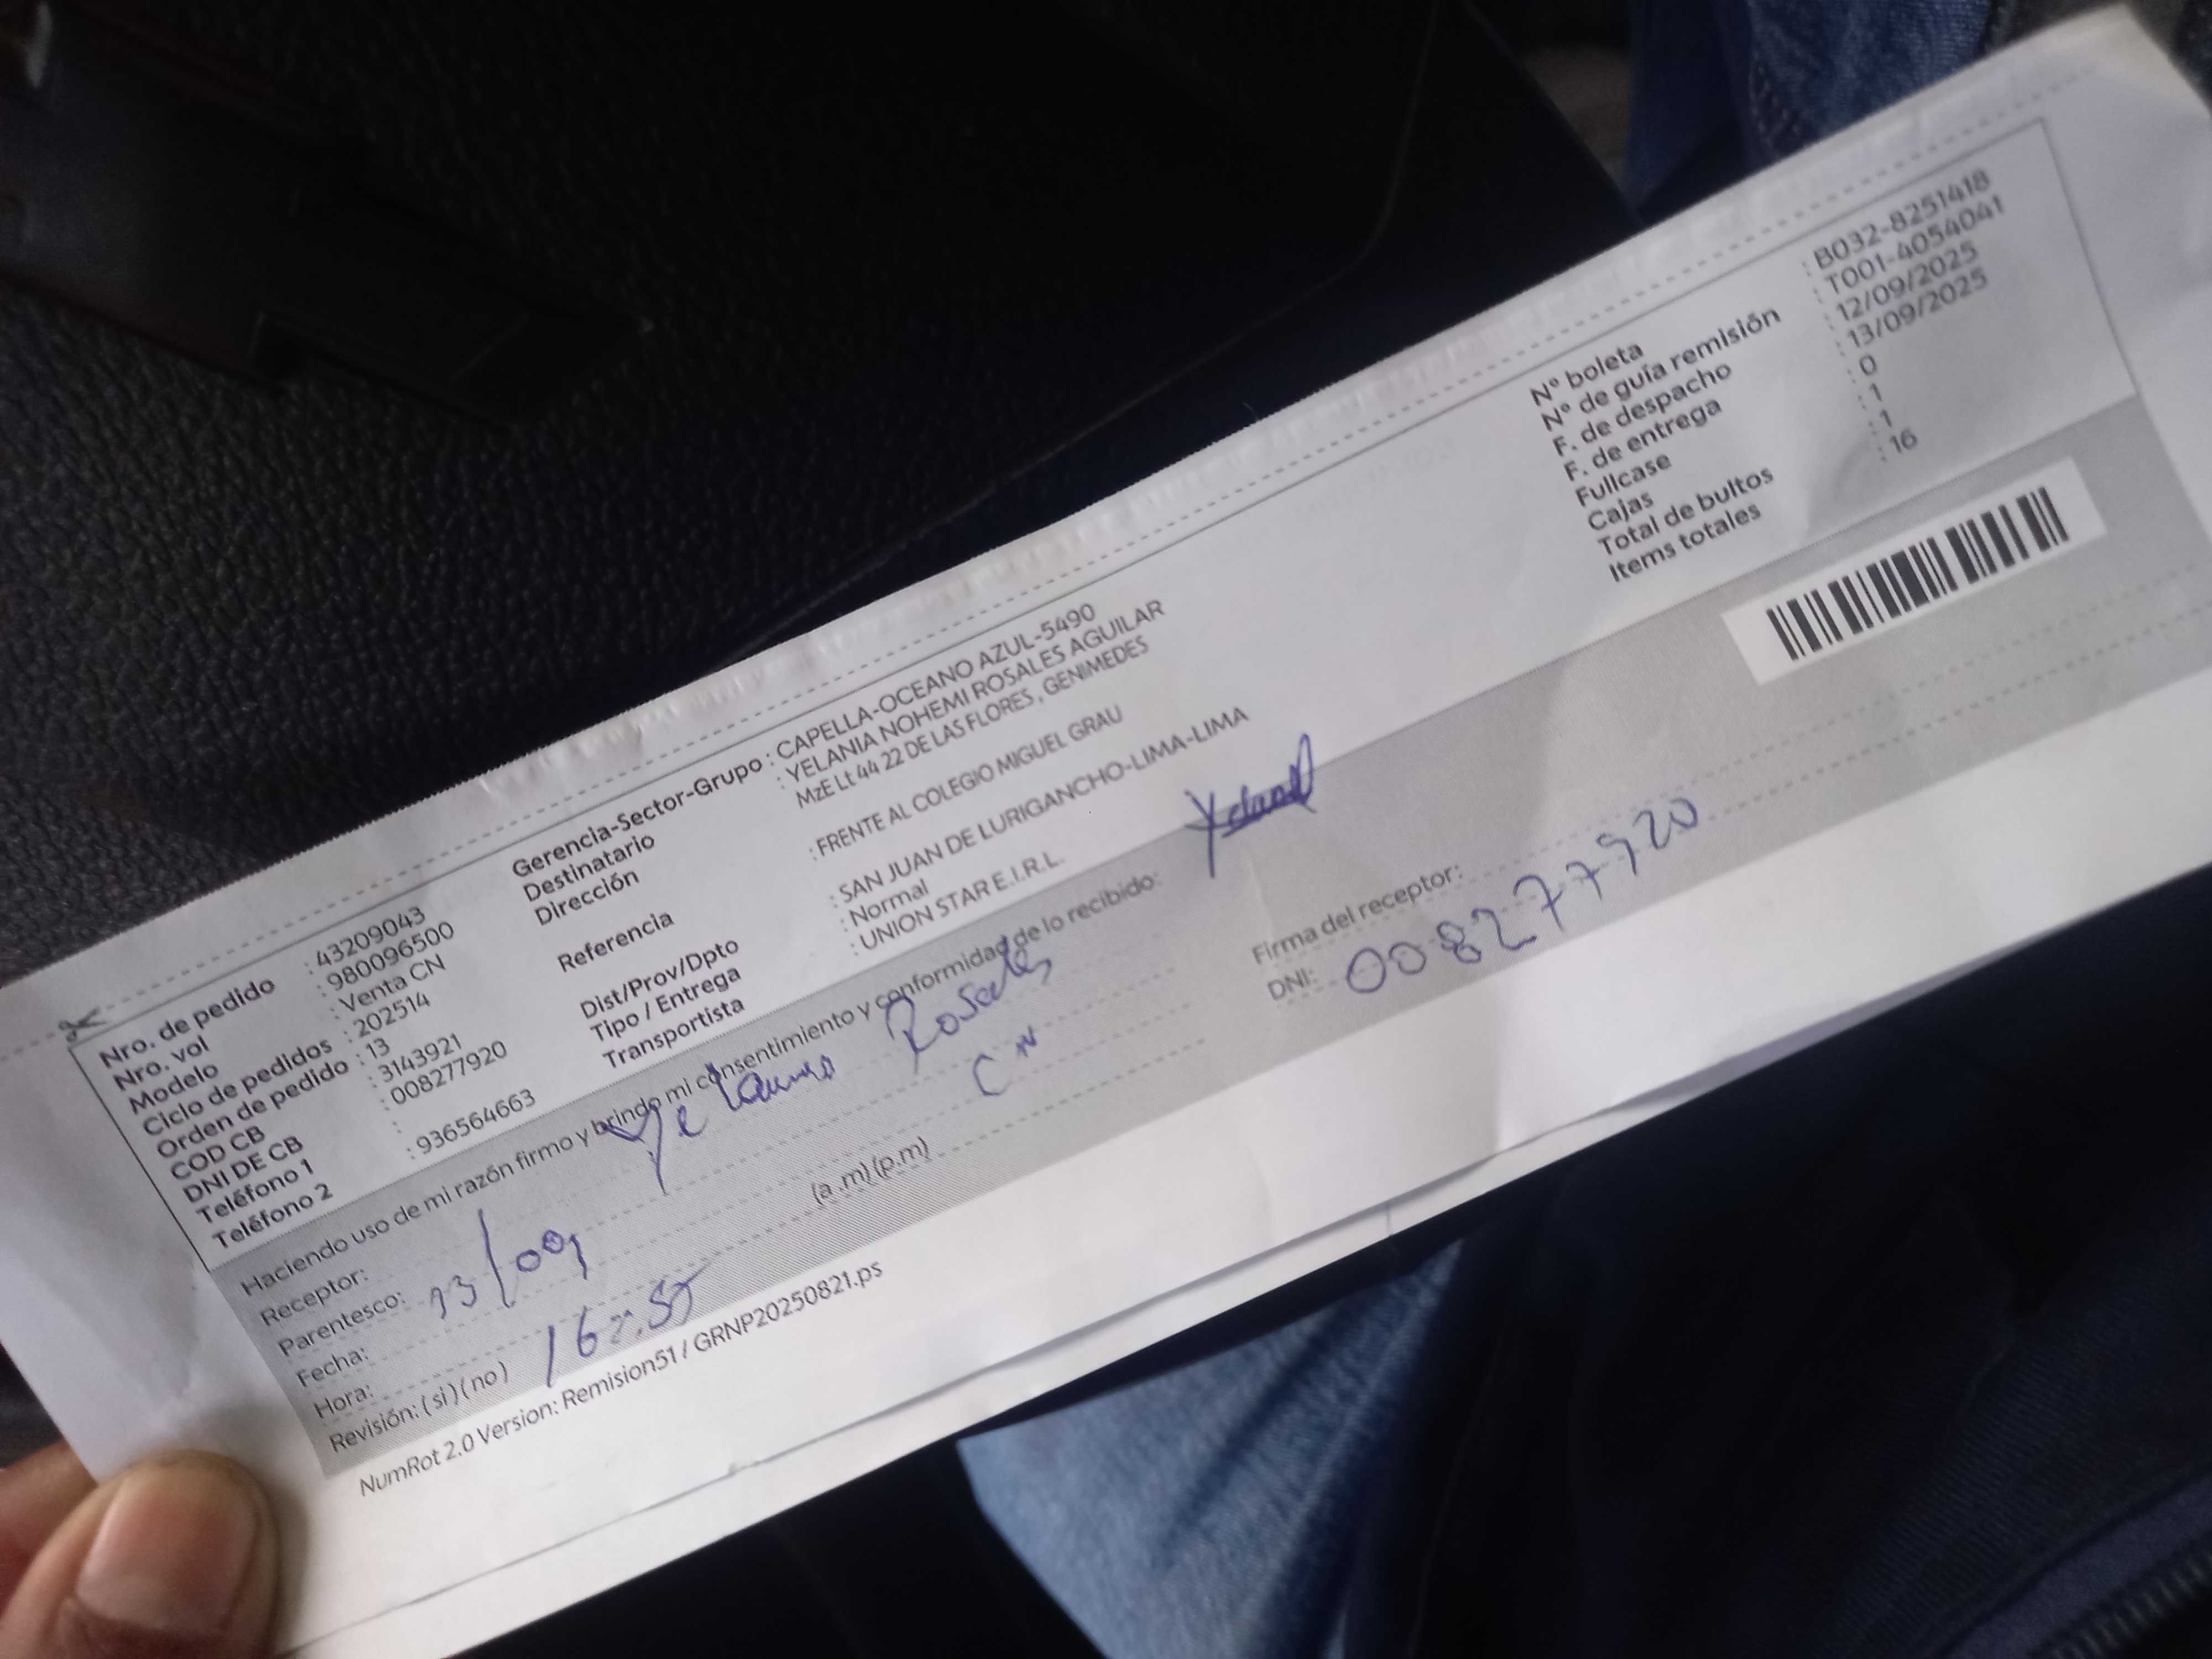 Nro. de pedido : 43209043
Nro. vol : 980096500
Modelo : Venta CN
Ciclo de pedidos : 202514
Orden de pedido : 13
COD CB : 3143921
DNI DE CB : 008277920
Teléfono 1 :
Teléfono 2 : 936564663
Gerencia-Sector-Grupo : CAPELLA-OCEANO AZUL-5490
Destinatario : YELANIA NOHEMI ROSALES AGUILAR
Dirección : MzE Lt 44 22 DE LAS FLORES , GENIMEDES
Referencia : FRENTE AL COLEGIO MIGUEL GRAU
Dist/Prov/Dpto : SAN JUAN DE LURIGANCHO-LIMA-LIMA
Tipo / Entrega : Normal
Transportista : UNION STAR E.I.R.L.
N° boleta : B032-8251418
N° de guía remisión : T001-4054041
F. de despacho : 12/09/2025
F. de entrega : 13/09/2025
Fullcase : 0
Cajas : 1
Total de bultos : 1
Items totales : 16
Haciendo uso de mi razón firmo y brindo mi consentimiento y conformidad de lo recibido:
Receptor: Rosales
Parentesco: CN
Fecha: 13/09
Hora: (a .m) (p.m)
Revisión: ( si ) ( no )
Firma del receptor:
DNI: 008277920
NumRot 2.0 Version: Remision51 / GRNP20250821.ps